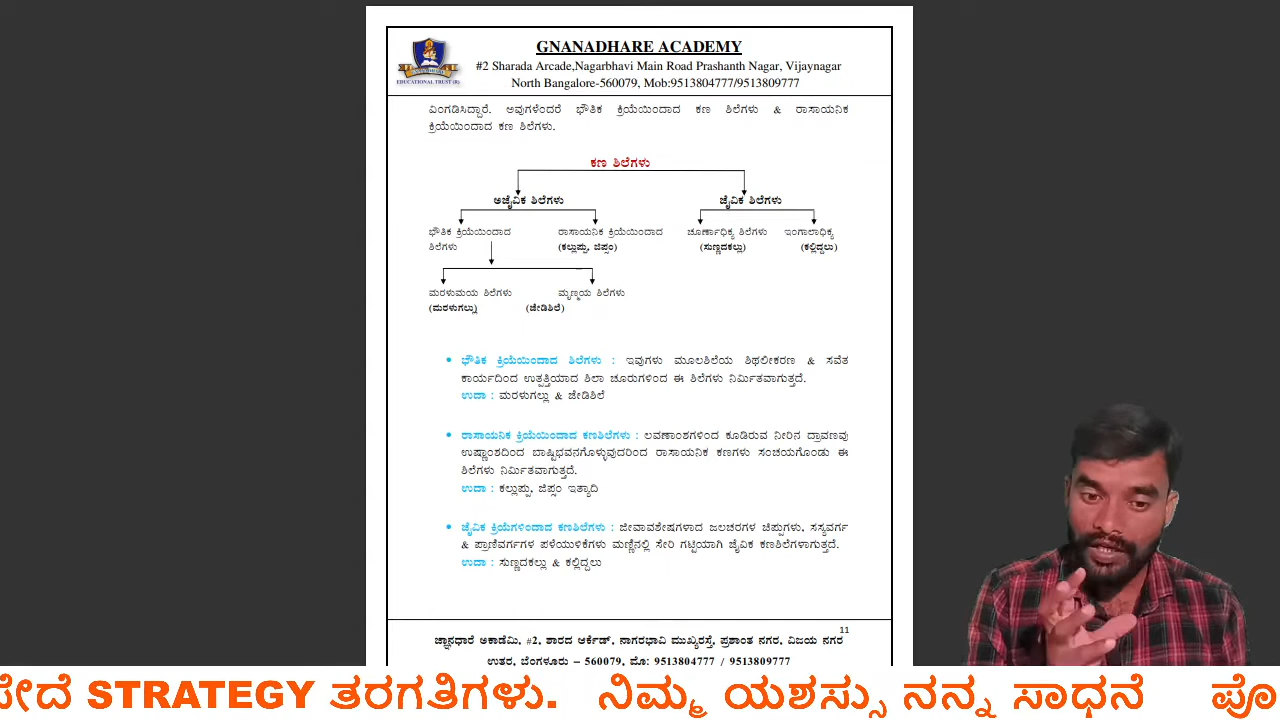 GNANADHARE ACADEMY
#2 Sharada Arcade,Nagarbhavi Main Road Prashanth Nagar, Vijaynagar
North Bangalore-560079, Mob:9513804777/9513809777
EDUCATIONAL TRUST (R)
ವಿಂಗಡಿಸಿದ್ದಾರೆ. ಅವುಗಳೆಂದರೆ ಭೌತಿಕ ಕ್ರಿಯೆಯಿಂದಾದ ಕಣ ಶಿಲೆಗಳು & ರಾಸಾಯನಿಕ
ಕ್ರಿಯೆಯಿಂದಾದ ಕಣ ಶಿಲೆಗಳು.
ಕಣ ಶಿಲೆಗಳು
ಅಜೈವಿಕ ಶಿಲೆಗಳು ಜೈವಿಕ ಶಿಲೆಗಳು
ಭೌತಿಕ ಕ್ರಿಯೆಯಿಂದಾದ ರಾಸಾಯನಿಕ ಕ್ರಿಯೆಯಿಂದಾದ ಚೂರ್ಣಾಧಿಕ್ಯ ಶಿಲೆಗಳು ಇಂಗಾಲಾಧಿಕ್ಯ
ಶಿಲೆಗಳು (ಕಲ್ಲುಪ್ಪು, ಜಿಪ್ಸಂ) (ಸುಣ್ಣದಕಲ್ಲು) (ಕಲ್ಲಿದ್ದಲು)
ಮರಳುಮಯ ಶಿಲೆಗಳು ಮೃಣ್ಮಯ ಶಿಲೆಗಳು
(ಮರಳುಗಲ್ಲು) (ಜೇಡಿಶಿಲೆ)
• ಭೌತಿಕ ಕ್ರಿಯೆಯಿಂದಾದ ಶಿಲೆಗಳು : ಇವುಗಳು ಮೂಲಶಿಲೆಯ ಶಿಥಲೀಕರಣ & ಸವೆತ
ಕಾರ್ಯದಿಂದ ಉತ್ಪತ್ತಿಯಾದ ಶಿಲಾ ಚೂರುಗಳಿಂದ ಈ ಶಿಲೆಗಳು ನಿರ್ಮಿತವಾಗುತ್ತದೆ.
ಉದಾ : ಮರಳುಗಲ್ಲು & ಜೇಡಿಶಿಲೆ
• ರಾಸಾಯನಿಕ ಕ್ರಿಯೆಯಿಂದಾದ ಕಣಶಿಲೆಗಳು : ಲವಣಾಂಶಗಳಿಂದ ಕೂಡಿರುವ ನೀರಿನ ದ್ರಾವಣವು
ಉಷ್ಣಾಂಶದಿಂದ ಬಾಷ್ಪಿಭವನಗೊಳ್ಳುವುದರಿಂದ ರಾಸಾಯನಿಕ ಕಣಗಳು ಸಂಚಯಗೊಂಡು ಈ
ಶಿಲೆಗಳು ನಿರ್ಮಿತವಾಗುತ್ತದೆ.
ಉದಾ : ಕಲ್ಲುಪ್ಪು, ಜಿಪ್ಸಂ ಇತ್ಯಾದಿ
• ಜೈವಿಕ ಕ್ರಿಯೆಗಳಿಂದಾದ ಕಣಶಿಲೆಗಳು : ಜೀವಾವಶೇಷಗಳಾದ ಜಲಚರಗಳ ಚಿಪ್ಪುಗಳು, ಸಸ್ಯವರ್ಗ
& ಪ್ರಾಣಿವರ್ಗಗಳ ಪಳೆಯುಳಿಕೆಗಳು ಮಣ್ಣಿನಲ್ಲಿ ಸೇರಿ ಗಟ್ಟಿಯಾಗಿ ಜೈವಿಕ ಕಣಶಿಲೆಗಳಾಗುತ್ತದೆ.
ಉದಾ : ಸುಣ್ಣದಕಲ್ಲು & ಕಲ್ಲಿದ್ದಲು
11
ಜ್ಞಾನಧಾರೆ ಅಕಾಡೆಮಿ, #2, ಶಾರದ ಆರ್ಕೆಡ್, ನಾಗರಭಾವಿ ಮುಖ್ಯರಸ್ತೆ, ಪ್ರಶಾಂತ ನಗರ, ವಿಜಯ ನಗರ
ಉತರ, ಬೆಂಗಳೂರು – 560079, ಮೊ: 9513804777 / 9513809777
STRATEGY ತರಗತಿಗಳು. ನಿಮ್ಮ ಯಶಸ್ಸು ನನ್ನ ಸಾಧನೆ